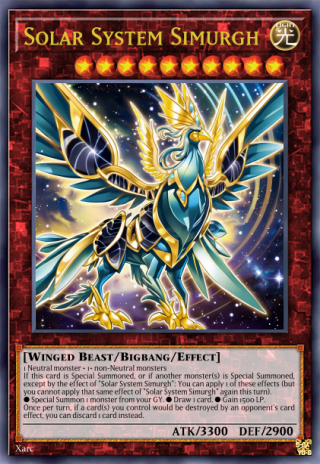 Solar System Simurgh
LIGHT
光
[Winged Beast/Bigbang/Effect]
1 Neutral monster + 1+ non-Neutral monsters
If this card is Special Summoned, or if another monster(s) is Special Summoned,
except by the effect of "Solar System Simurgh": You can apply 1 of these effects (but
you cannot apply that same effect of "Solar System Simurgh" again this turn).
● Special Summon 1 monster from your GY. ● Draw 1 card. ● Gain 1500 LP.
Once per turn, if a card(s) you control would be destroyed by an opponent's card
effect, you can discard 1 card instead.
ATK/3300 DEF/2900
Xarc